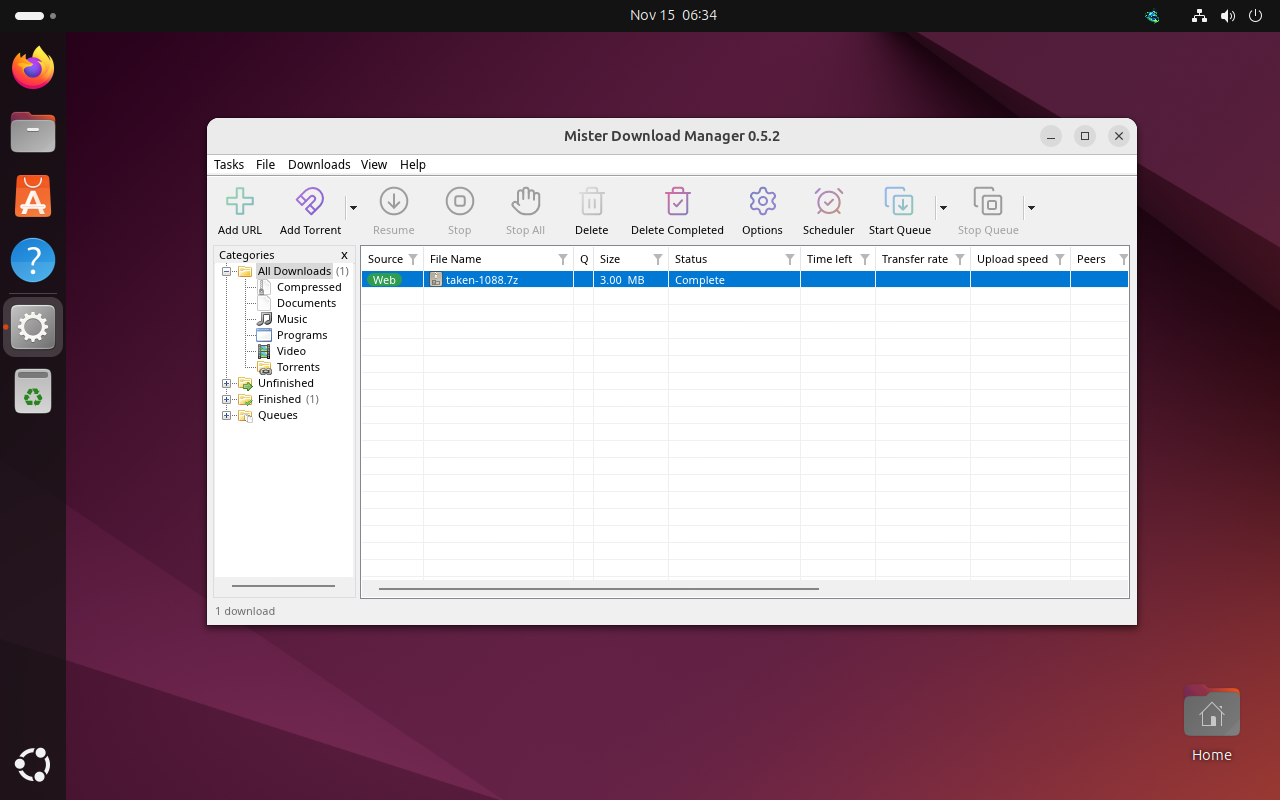 Nov 15 06:34
Mister Download Manager 0.5.2
Tasks File Downloads View Help
Add URL Add Torrent Resume Stop Stop All Delete Delete Completed Options Scheduler Start Queue Stop Queue
Categories X
Source File Name Q Size Status Time left Transfer rate Upload speed Peers
All Downloads (1)
Web taken-1088.7z 3.00 MB Complete
Compressed
Documents
Music
Programs
Video
Torrents
Unfinished
Finished (1)
Queues
1 download
Home